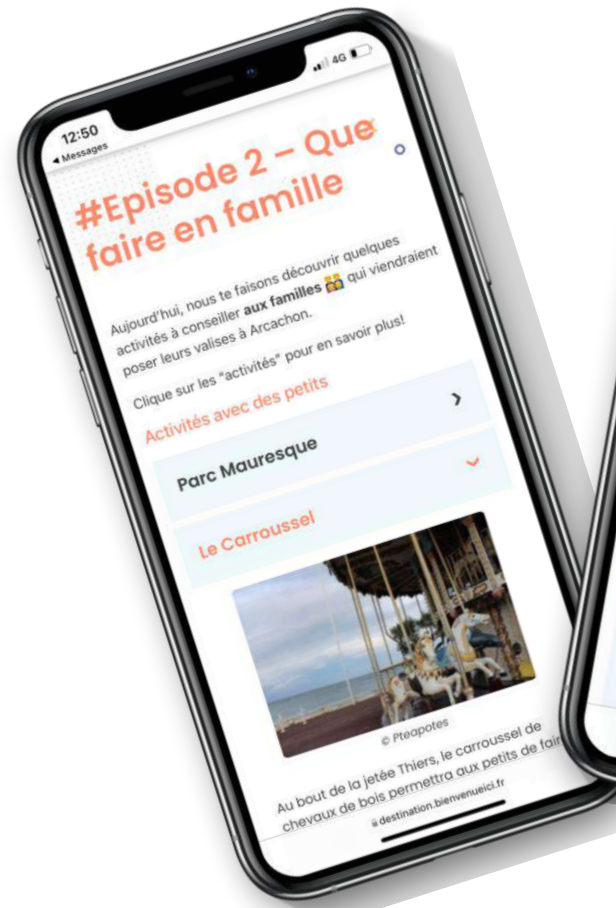 12:50
4G
◂ Messages
#Episode 2 – Que
faire en famille
Aujourd'hui, nous te faisons découvrir quelques
activités à conseiller aux familles 👨‍👩‍👧‍👦 qui viendraient
poser leurs valises à Arcachon.
Clique sur les "activités" pour en savoir plus!
Activités avec des petits
Parc Mauresque
Le Carroussel
© Pteapotes
Au bout de la jetée Thiers, le carroussel de
chevaux de bois permettra aux petits de
destination.bienvenueici.fr